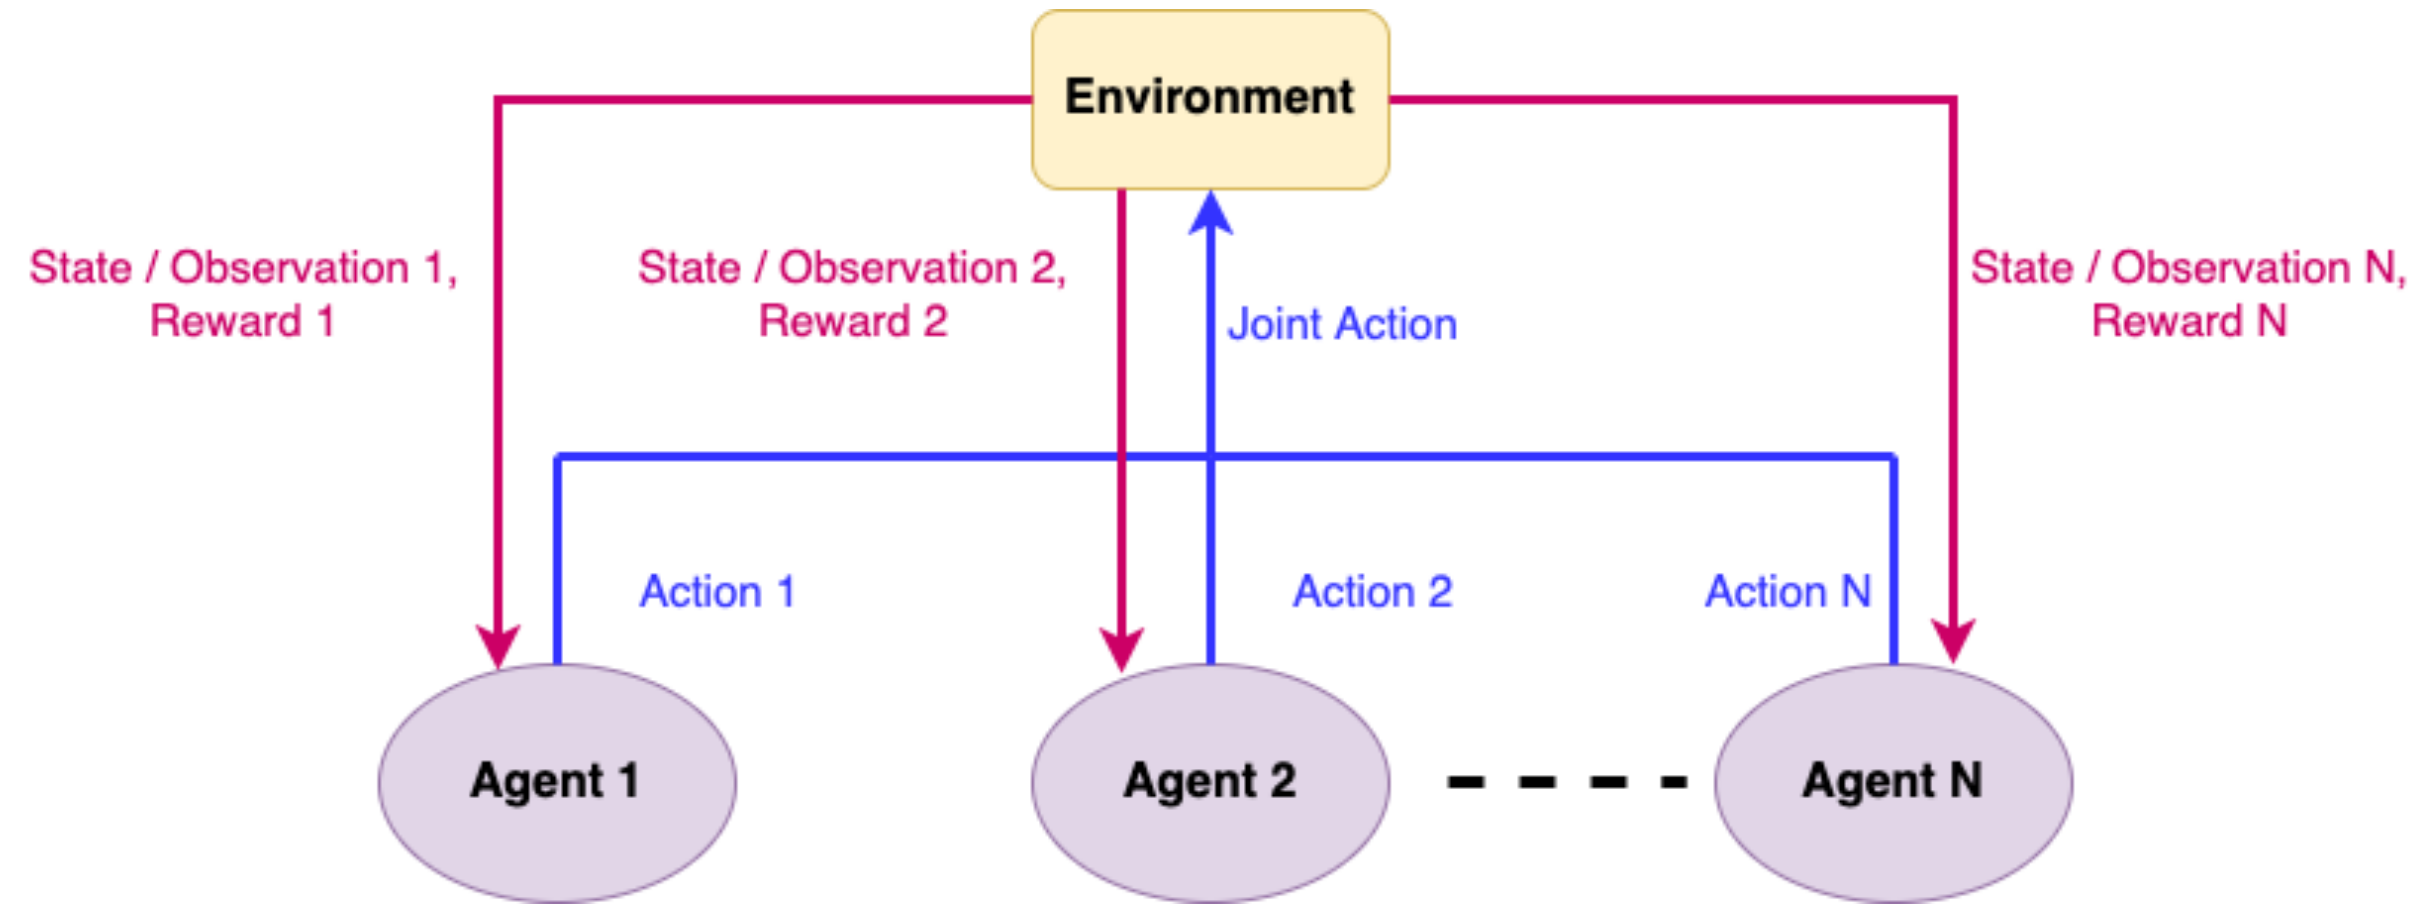 Environment
State / Observation 1,
Reward 1
State / Observation 2,
Reward 2
Joint Action
State / Observation N,
Reward N
Action 1
Action 2
Action N
Agent 1
Agent 2
Agent N